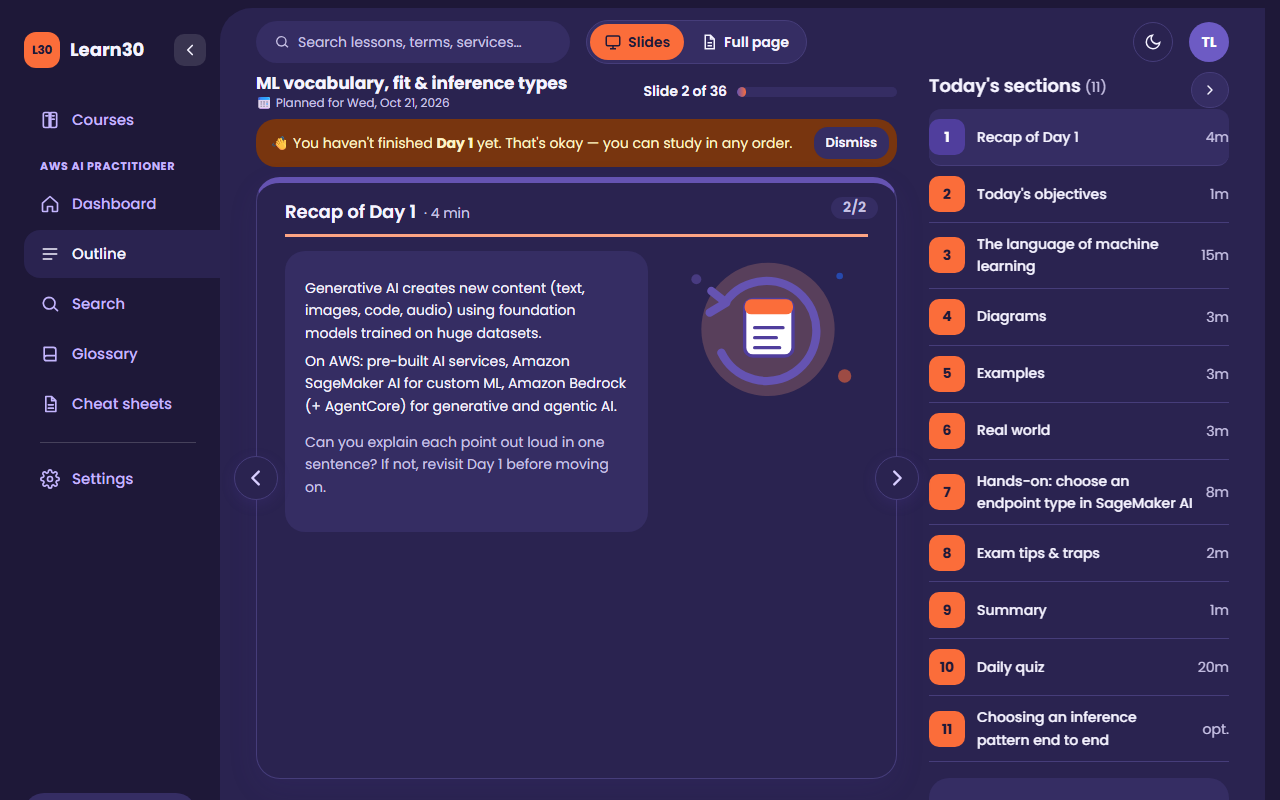 L30
Learn30
Courses
AWS AI PRACTITIONER
Dashboard
Outline
Search
Glossary
Cheat sheets
Settings
Search lessons, terms, services...
Slides
Full page
TL
ML vocabulary, fit & inference types
Planned for Wed, Oct 21, 2026
Slide 2 of 36
You haven't finished Day 1 yet. That's okay — you can study in any order.
Dismiss
Recap of Day 1 · 4 min
2/2
Generative AI creates new content (text,
images, code, audio) using foundation
models trained on huge datasets.
On AWS: pre-built AI services, Amazon
SageMaker AI for custom ML, Amazon Bedrock
(+ AgentCore) for generative and agentic AI.
Can you explain each point out loud in one
sentence? If not, revisit Day 1 before moving
on.
Today's sections (11)
1 Recap of Day 1 4m
2 Today's objectives 1m
3 The language of machine
learning 15m
4 Diagrams 3m
5 Examples 3m
6 Real world 3m
7 Hands-on: choose an
endpoint type in SageMaker AI 8m
8 Exam tips & traps 2m
9 Summary 1m
10 Daily quiz 20m
11 Choosing an inference
pattern end to end opt.